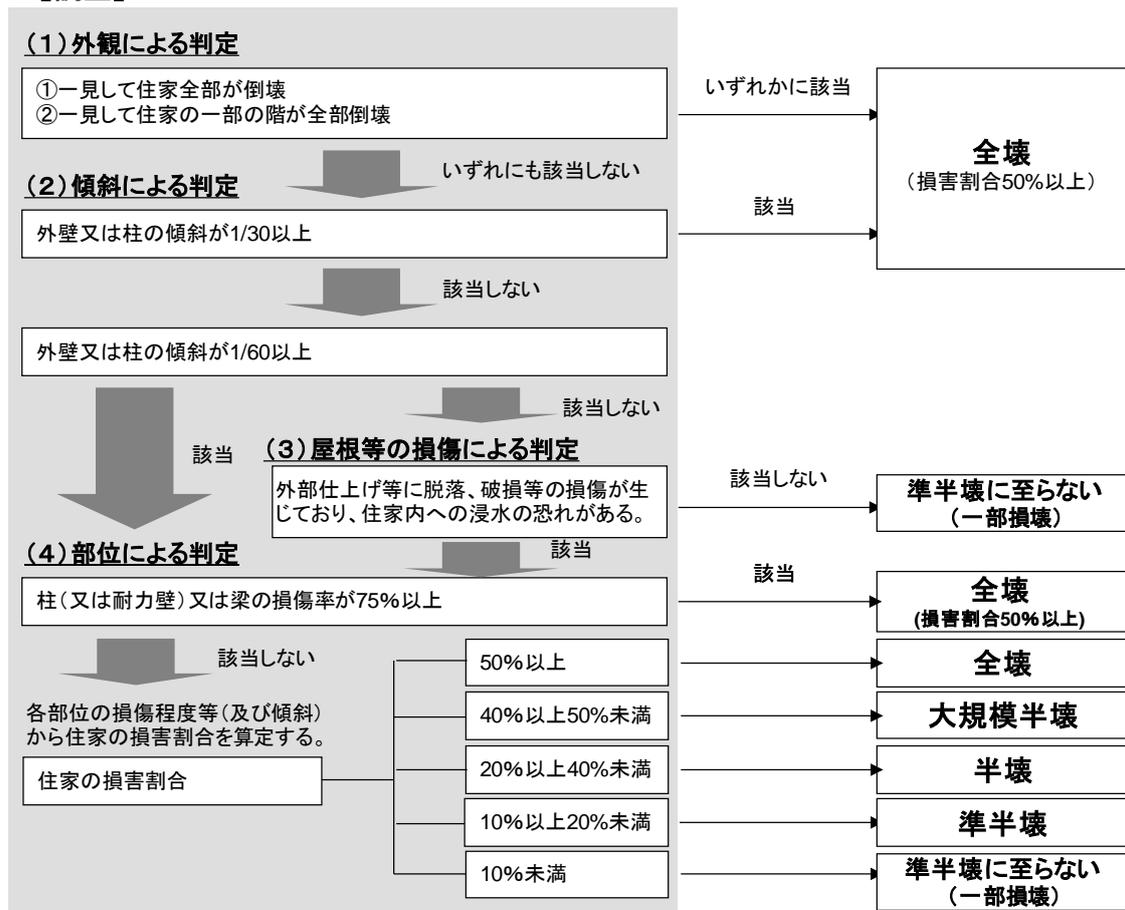 (1)外観による判定
①一見して住家全部が倒壊
②一見して住家の一部の階が全部倒壊
いずれかに該当
全壊
(損害割合50%以上)
いずれにも該当しない
(2)傾斜による判定
外壁又は柱の傾斜が1/30以上
該当
該当しない
外壁又は柱の傾斜が1/60以上
該当
該当しない
(3)屋根等の損傷による判定
外部仕上げ等に脱落、破損等の損傷が生
じており、住家内への浸水の恐れがある。
該当しない
準半壊に至らない
(一部損壊)
該当
(4)部位による判定
柱(又は耐力壁)又は梁の損傷率が75%以上
該当
全壊
(損害割合50%以上)
該当しない
各部位の損傷程度等(及び傾斜)
から住家の損害割合を算定する。
住家の損害割合
50%以上
全壊
40%以上50%未満
大規模半壊
20%以上40%未満
半壊
10%以上20%未満
準半壊
10%未満
準半壊に至らない
(一部損壊)